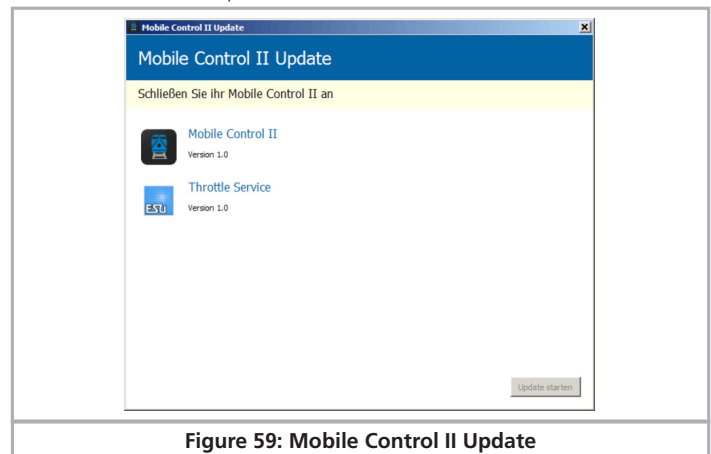 Mobile Control II Update
Mobile Control II Update
Schließen Sie ihr Mobile Control II an
Mobile Control II
Version 1.0
Throttle Service
ESU
Version 1.0
Update starten
Figure 59: Mobile Control II Update